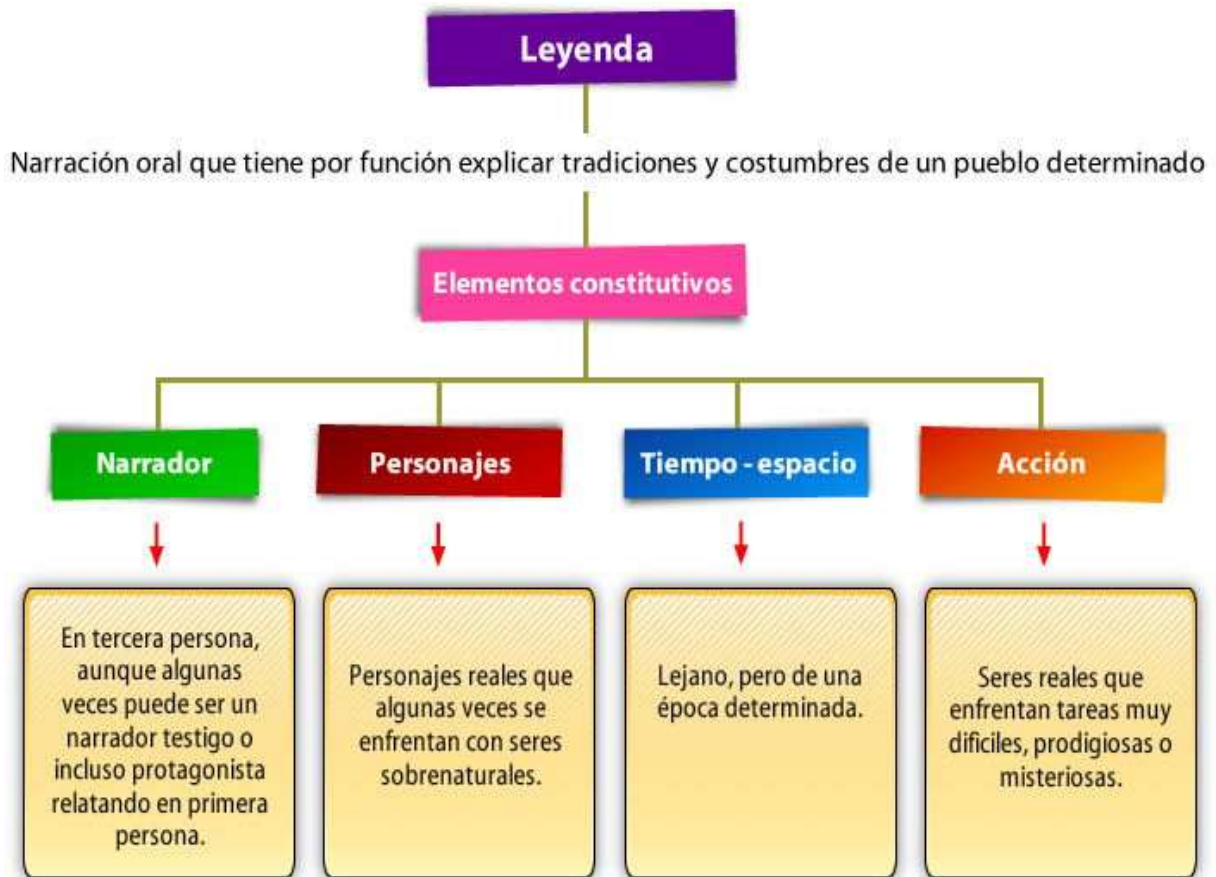 Leyenda
Narración oral que tiene por función explicar tradiciones y costumbres de un pueblo determinado
Elementos constitutivos
Narrador
Personajes
Tiempo - espacio
Acción
En tercera persona,
aunque algunas
veces puede ser un
narrador testigo o
incluso protagonista
relatando en primera
persona.
Personajes reales que
algunas veces se
enfrentan con seres
sobrenaturales.
Lejano, pero de una
época determinada.
Seres reales que
enfrentan tareas muy
dificiles, prodigiosas o
misteriosas.